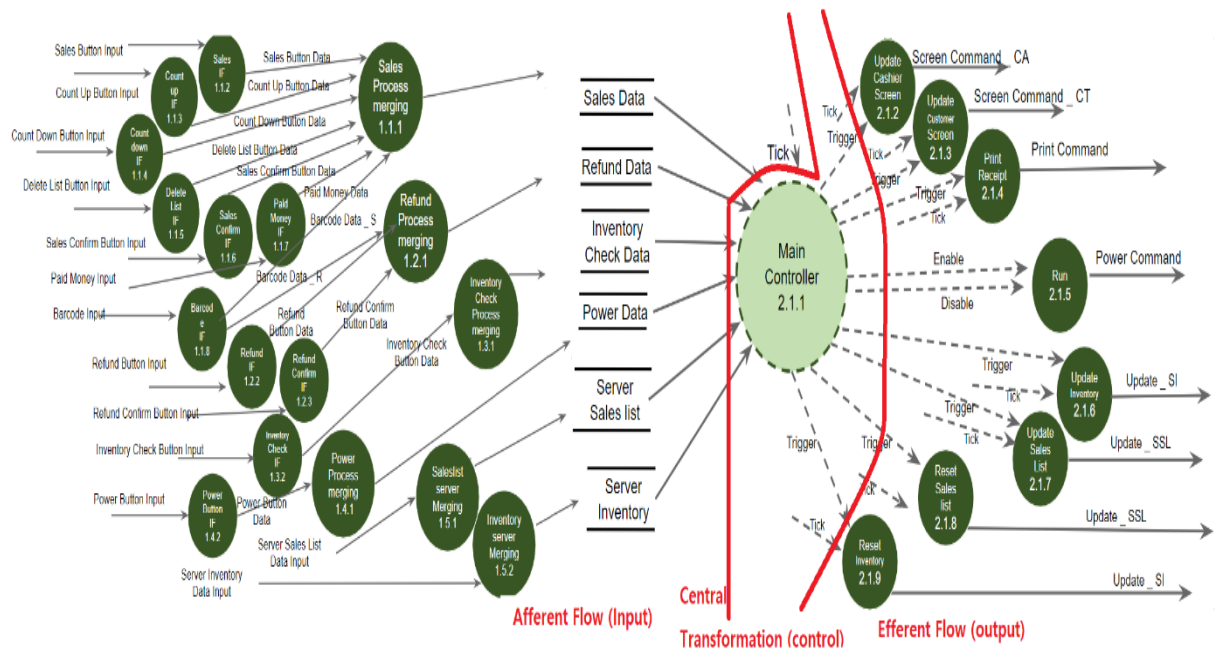 Sales Button Input
Count Up Button Input
Count Down Button Input
Delete List Button Input
Sales Confirm Button Input
Paid Money Input
Barcode Input
Refund Button Input
Refund Confirm Button Input
Inventory Check Button Input
Power Button Input
Server Sales List
Data Input
Server Inventory
Data Input
Sales
IF
1.1.2
Count
up
IF
1.1.3
Count
down
IF
1.1.4
Delete
List
IF
1.1.5
Sales
Confirm
IF
1.1.6
Paid
Money
IF
1.1.7
Barcod
e
IF
1.1.8
Refund
IF
1.2.2
Refund
Confirm
IF
1.2.3
Inventory
Check
IF
1.3.2
Power
Button
IF
1.4.2
Sales Button Data
Count Up Button Data
Count Down Button Data
Delete List Button Data
Sales Confirm Button Data
Paid Money Data
Barcode Data _ S
Barcode Data _ R
Refund
Button Data
Refund Confirm
Button Data
Inventory Check
Button Data
Power Button
Data
Sales
Process
merging
1.1.1
Refund
Process
merging
1.2.1
Inventory
Check
Process
merging
1.3.1
Power
Process
merging
1.4.1
Saleslist
server
Merging
1.5.1
Inventory
server
Merging
1.5.2
Sales Data
Refund Data
Inventory
Check Data
Power Data
Server
Sales list
Server
Inventory
Tick
Main
Controller
2.1.1
Tick
Trigger
Tick
Trigger
Trigger
Tick
Enable
Disable
Trigger
Tick
Trigger
Tick
Trigger
Tick
Trigger
Tick
Update
Cashier
Screen
2.1.2
Update
Customer
Screen
2.1.3
Print
Receipt
2.1.4
Run
2.1.5
Update
Inventory
2.1.6
Update
Sales
List
2.1.7
Reset
Sales
list
2.1.8
Reset
Inventory
2.1.9
Screen Command _ CA
Screen Command _ CT
Print Command
Power Command
Update _ SI
Update _ SSL
Update _ SSL
Update _ SI
Afferent Flow (Input)
Central
Transformation (control)
Efferent Flow (output)